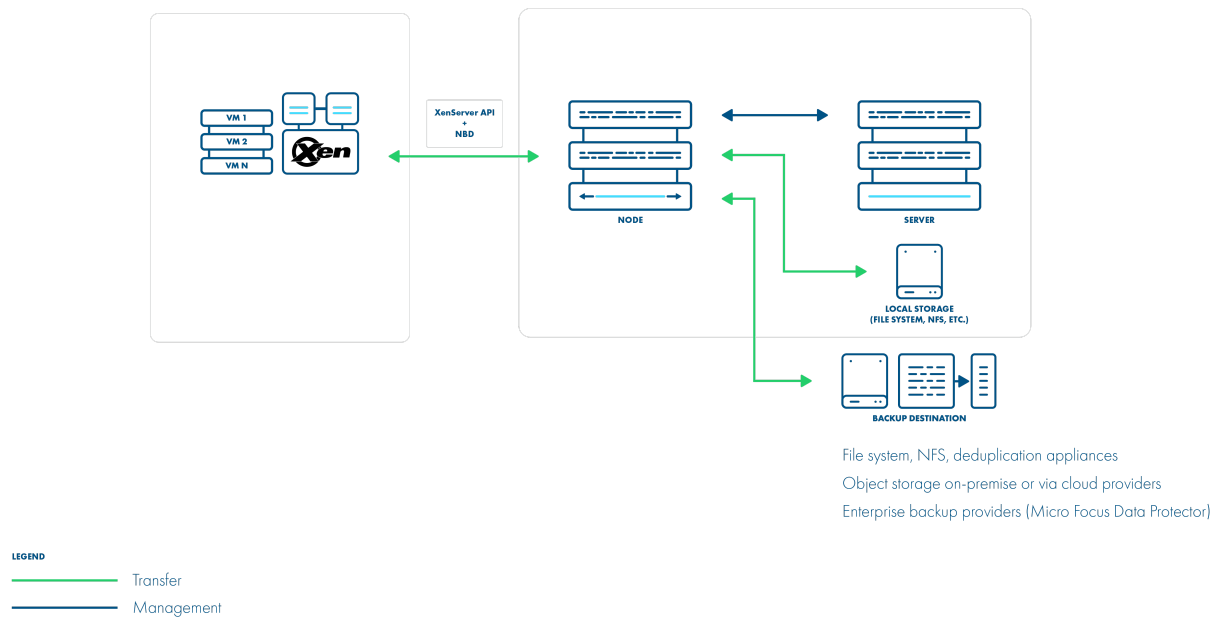 VM 1
VM 2
VM N
Xen
XenServer API
+
NBD
NODE
SERVER
LOCAL STORAGE
(FILE SYSTEM, NFS, ETC.)
BACKUP DESTINATION
File system, NFS, deduplication appliances
Object storage on-premise or via cloud providers
Enterprise backup providers (Micro Focus Data Protector)
LEGEND
Transfer
Management